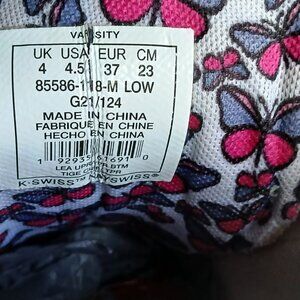 VARSITY
UK USA EUR CM
4 4.5 37 23
85586-118-M LOW
G21/124
MADE IN CHINA
FABRIQUE EN CHINE
HECHO EN CHINA
K·SWISS®